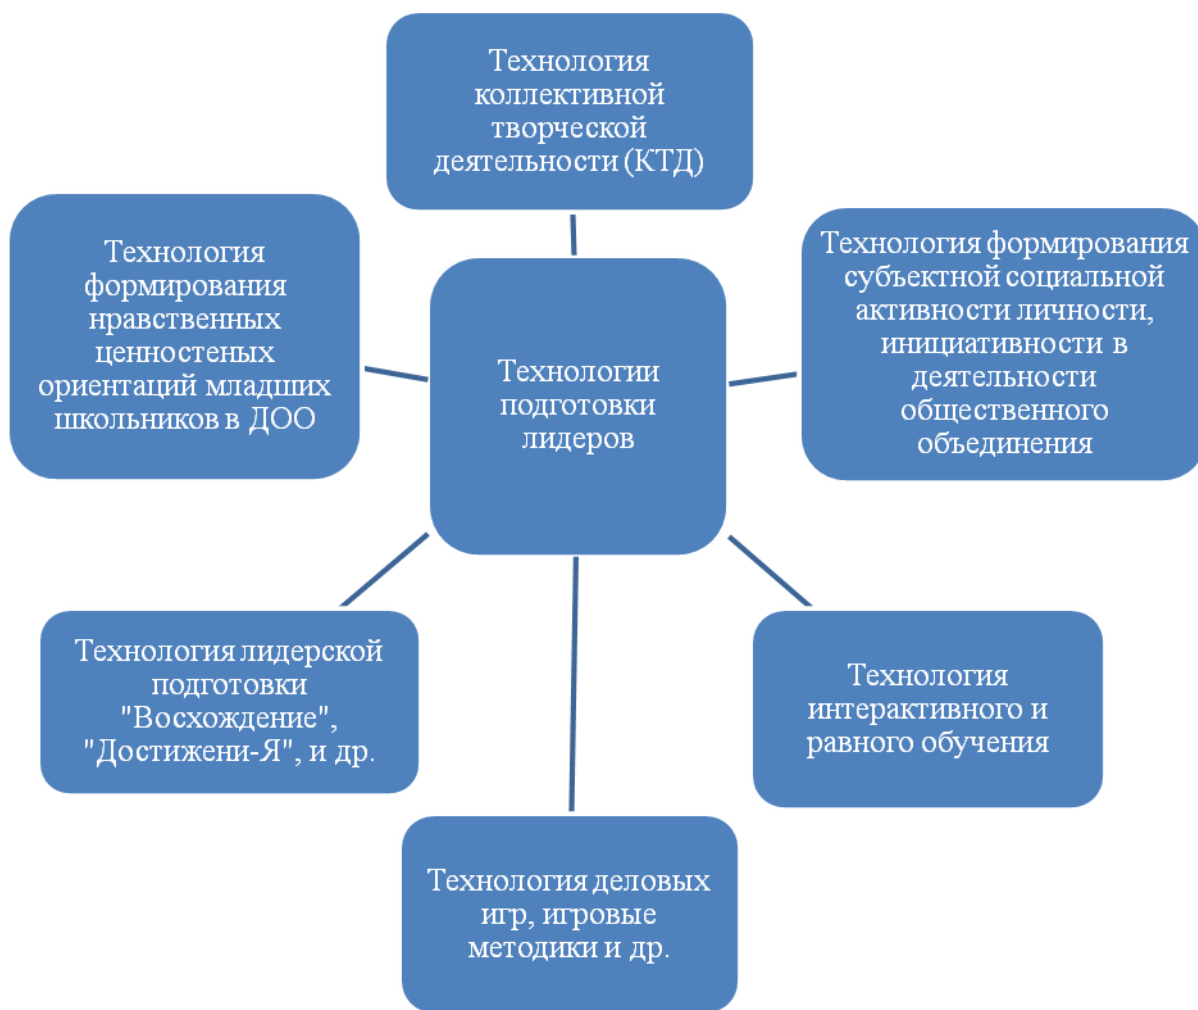 Технология
коллективной
творческой
деятельности (КТД)
Технология
формирования
нравственных
ценностеных
ориентаций младших
школьников в ДОО
Технология формирования
субъектной социальной
активности личности,
инициативности в
деятельности
общественного
объединения
Технологии
подготовки
лидеров
Технология лидерской
подготовки
"Восхождение",
"Достижени-Я", и др.
Технология
интерактивного и
равного обучения
Технология деловых
игр, игровые
методики и др.